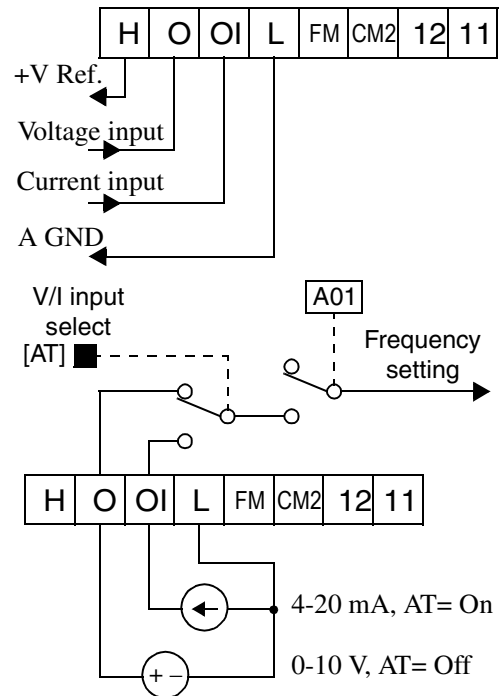 H O OI L FM CM2 12 11
+V Ref.
Voltage input
Current input
A GND
V/I input
select
[AT]
A01
Frequency
setting
H O OI L FM CM2 12 11
4-20 mA, AT= On
+ −
0-10 V, AT= Off